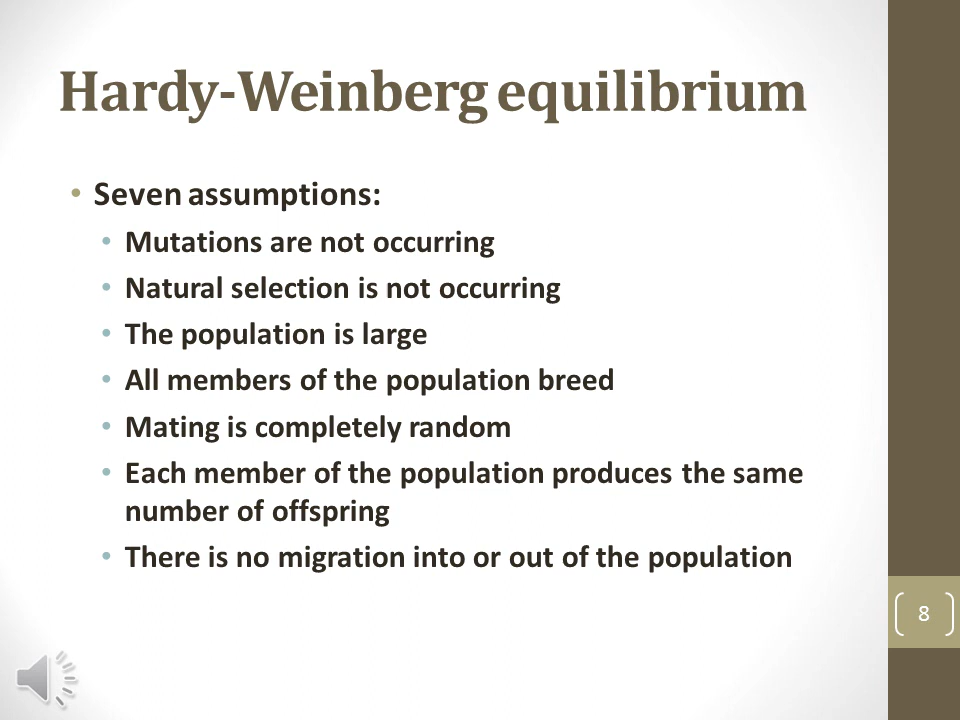 Hardy-Weinberg equilibrium
• Seven assumptions:
• Mutations are not occurring
• Natural selection is not occurring
• The population is large
• All members of the population breed
• Mating is completely random
• Each member of the population produces the same
number of offspring
• There is no migration into or out of the population
8